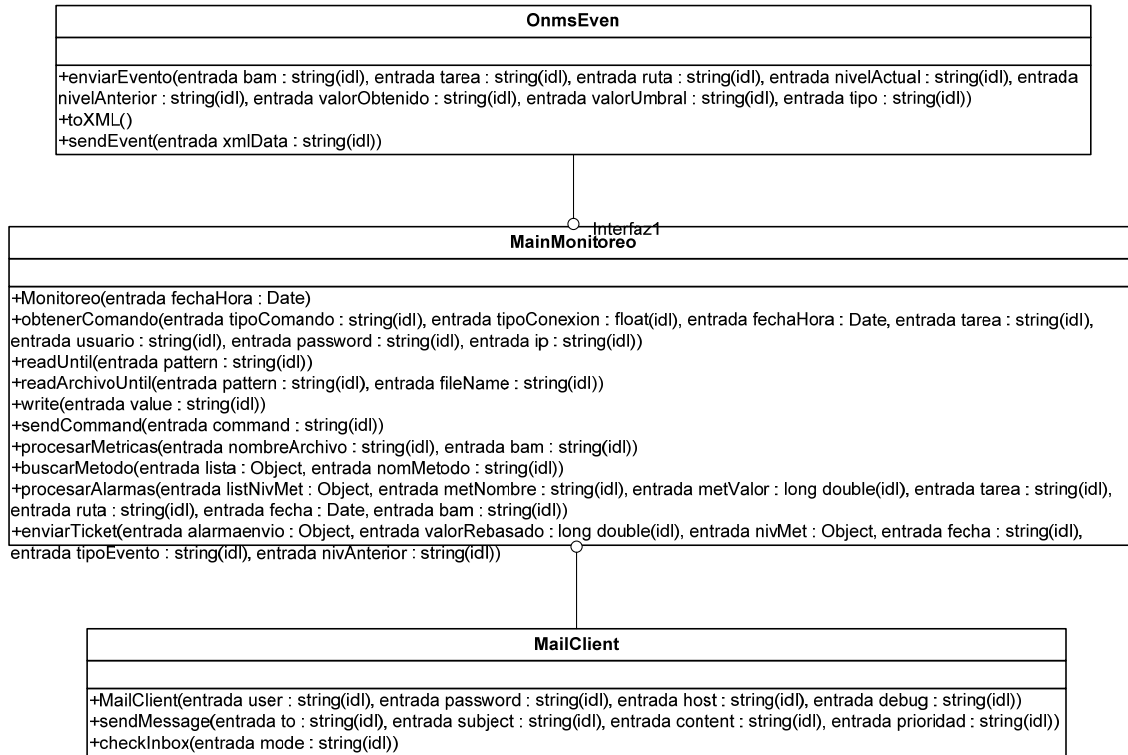 OnmsEven
+enviarEvento(entrada bam : string(idl), entrada tarea : string(idl), entrada ruta : string(idl), entrada nivelActual : string(idl), entrada
nivelAnterior : string(idl), entrada valorObtenido : string(idl), entrada valorUmbral : string(idl), entrada tipo : string(idl))
+toXML()
+sendEvent(entrada xmlData : string(idl))
Interfaz1
MainMonitoreo
+Monitoreo(entrada fechaHora : Date)
+obtenerComando(entrada tipoComando : string(idl), entrada tipoConexion : float(idl), entrada fechaHora : Date, entrada tarea : string(idl),
entrada usuario : string(idl), entrada password : string(idl), entrada ip : string(idl))
+readUntil(entrada pattern : string(idl))
+readArchivoUntil(entrada pattern : string(idl), entrada fileName : string(idl))
+write(entrada value : string(idl))
+sendCommand(entrada command : string(idl))
+procesarMetricas(entrada nombreArchivo : string(idl), entrada bam : string(idl))
+buscarMetodo(entrada lista : Object, entrada nomMetodo : string(idl))
+procesarAlarmas(entrada listNivMet : Object, entrada metNombre : string(idl), entrada metValor : long double(idl), entrada tarea : string(idl),
entrada ruta : string(idl), entrada fecha : Date, entrada bam : string(idl))
+enviarTicket(entrada alarmaenvio : Object, entrada valorRebasado : long double(idl), entrada nivMet : Object, entrada fecha : string(idl),
entrada tipoEvento : string(idl), entrada nivAnterior : string(idl))
MailClient
+MailClient(entrada user : string(idl), entrada password : string(idl), entrada host : string(idl), entrada debug : string(idl))
+sendMessage(entrada to : string(idl), entrada subject : string(idl), entrada content : string(idl), entrada prioridad : string(idl))
+checkInbox(entrada mode : string(idl))